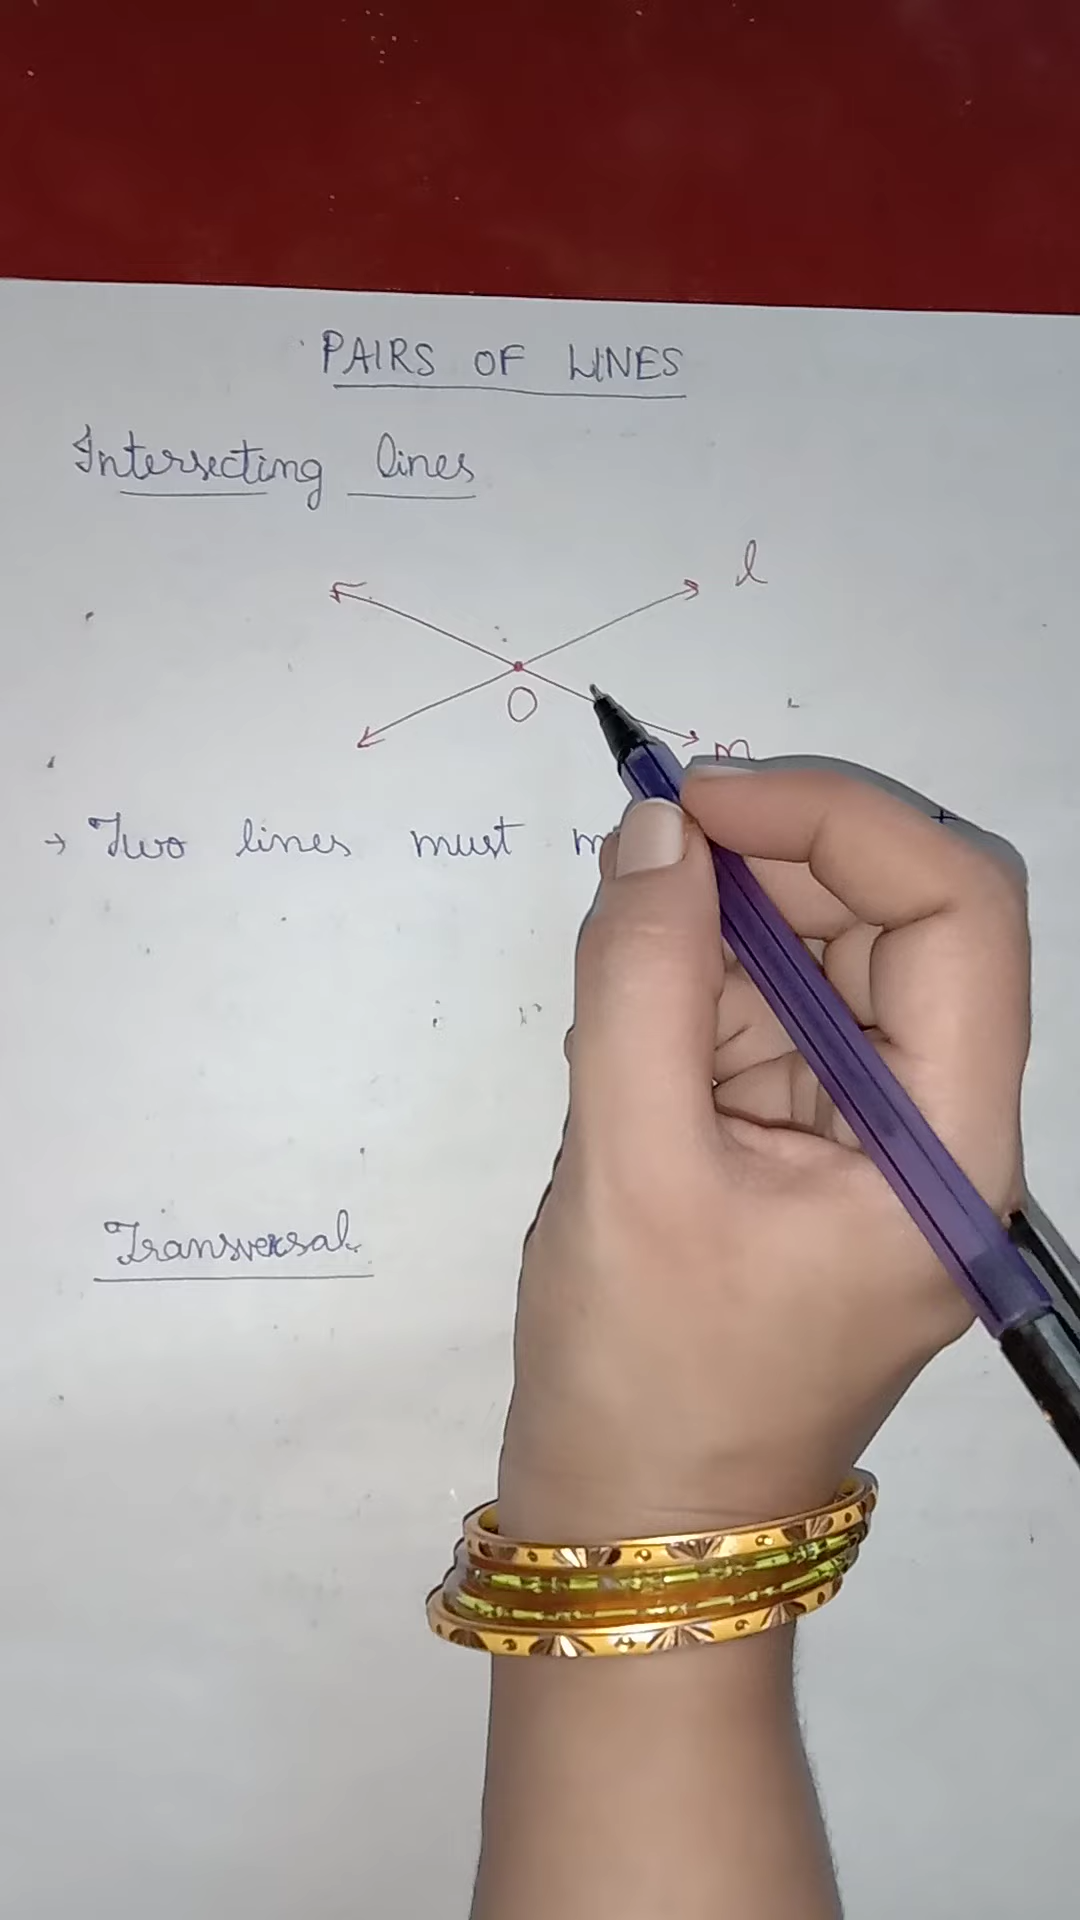 PAIRS OF LINES
Intersecting lines
l
O
m
→ Two lines must
Transversal